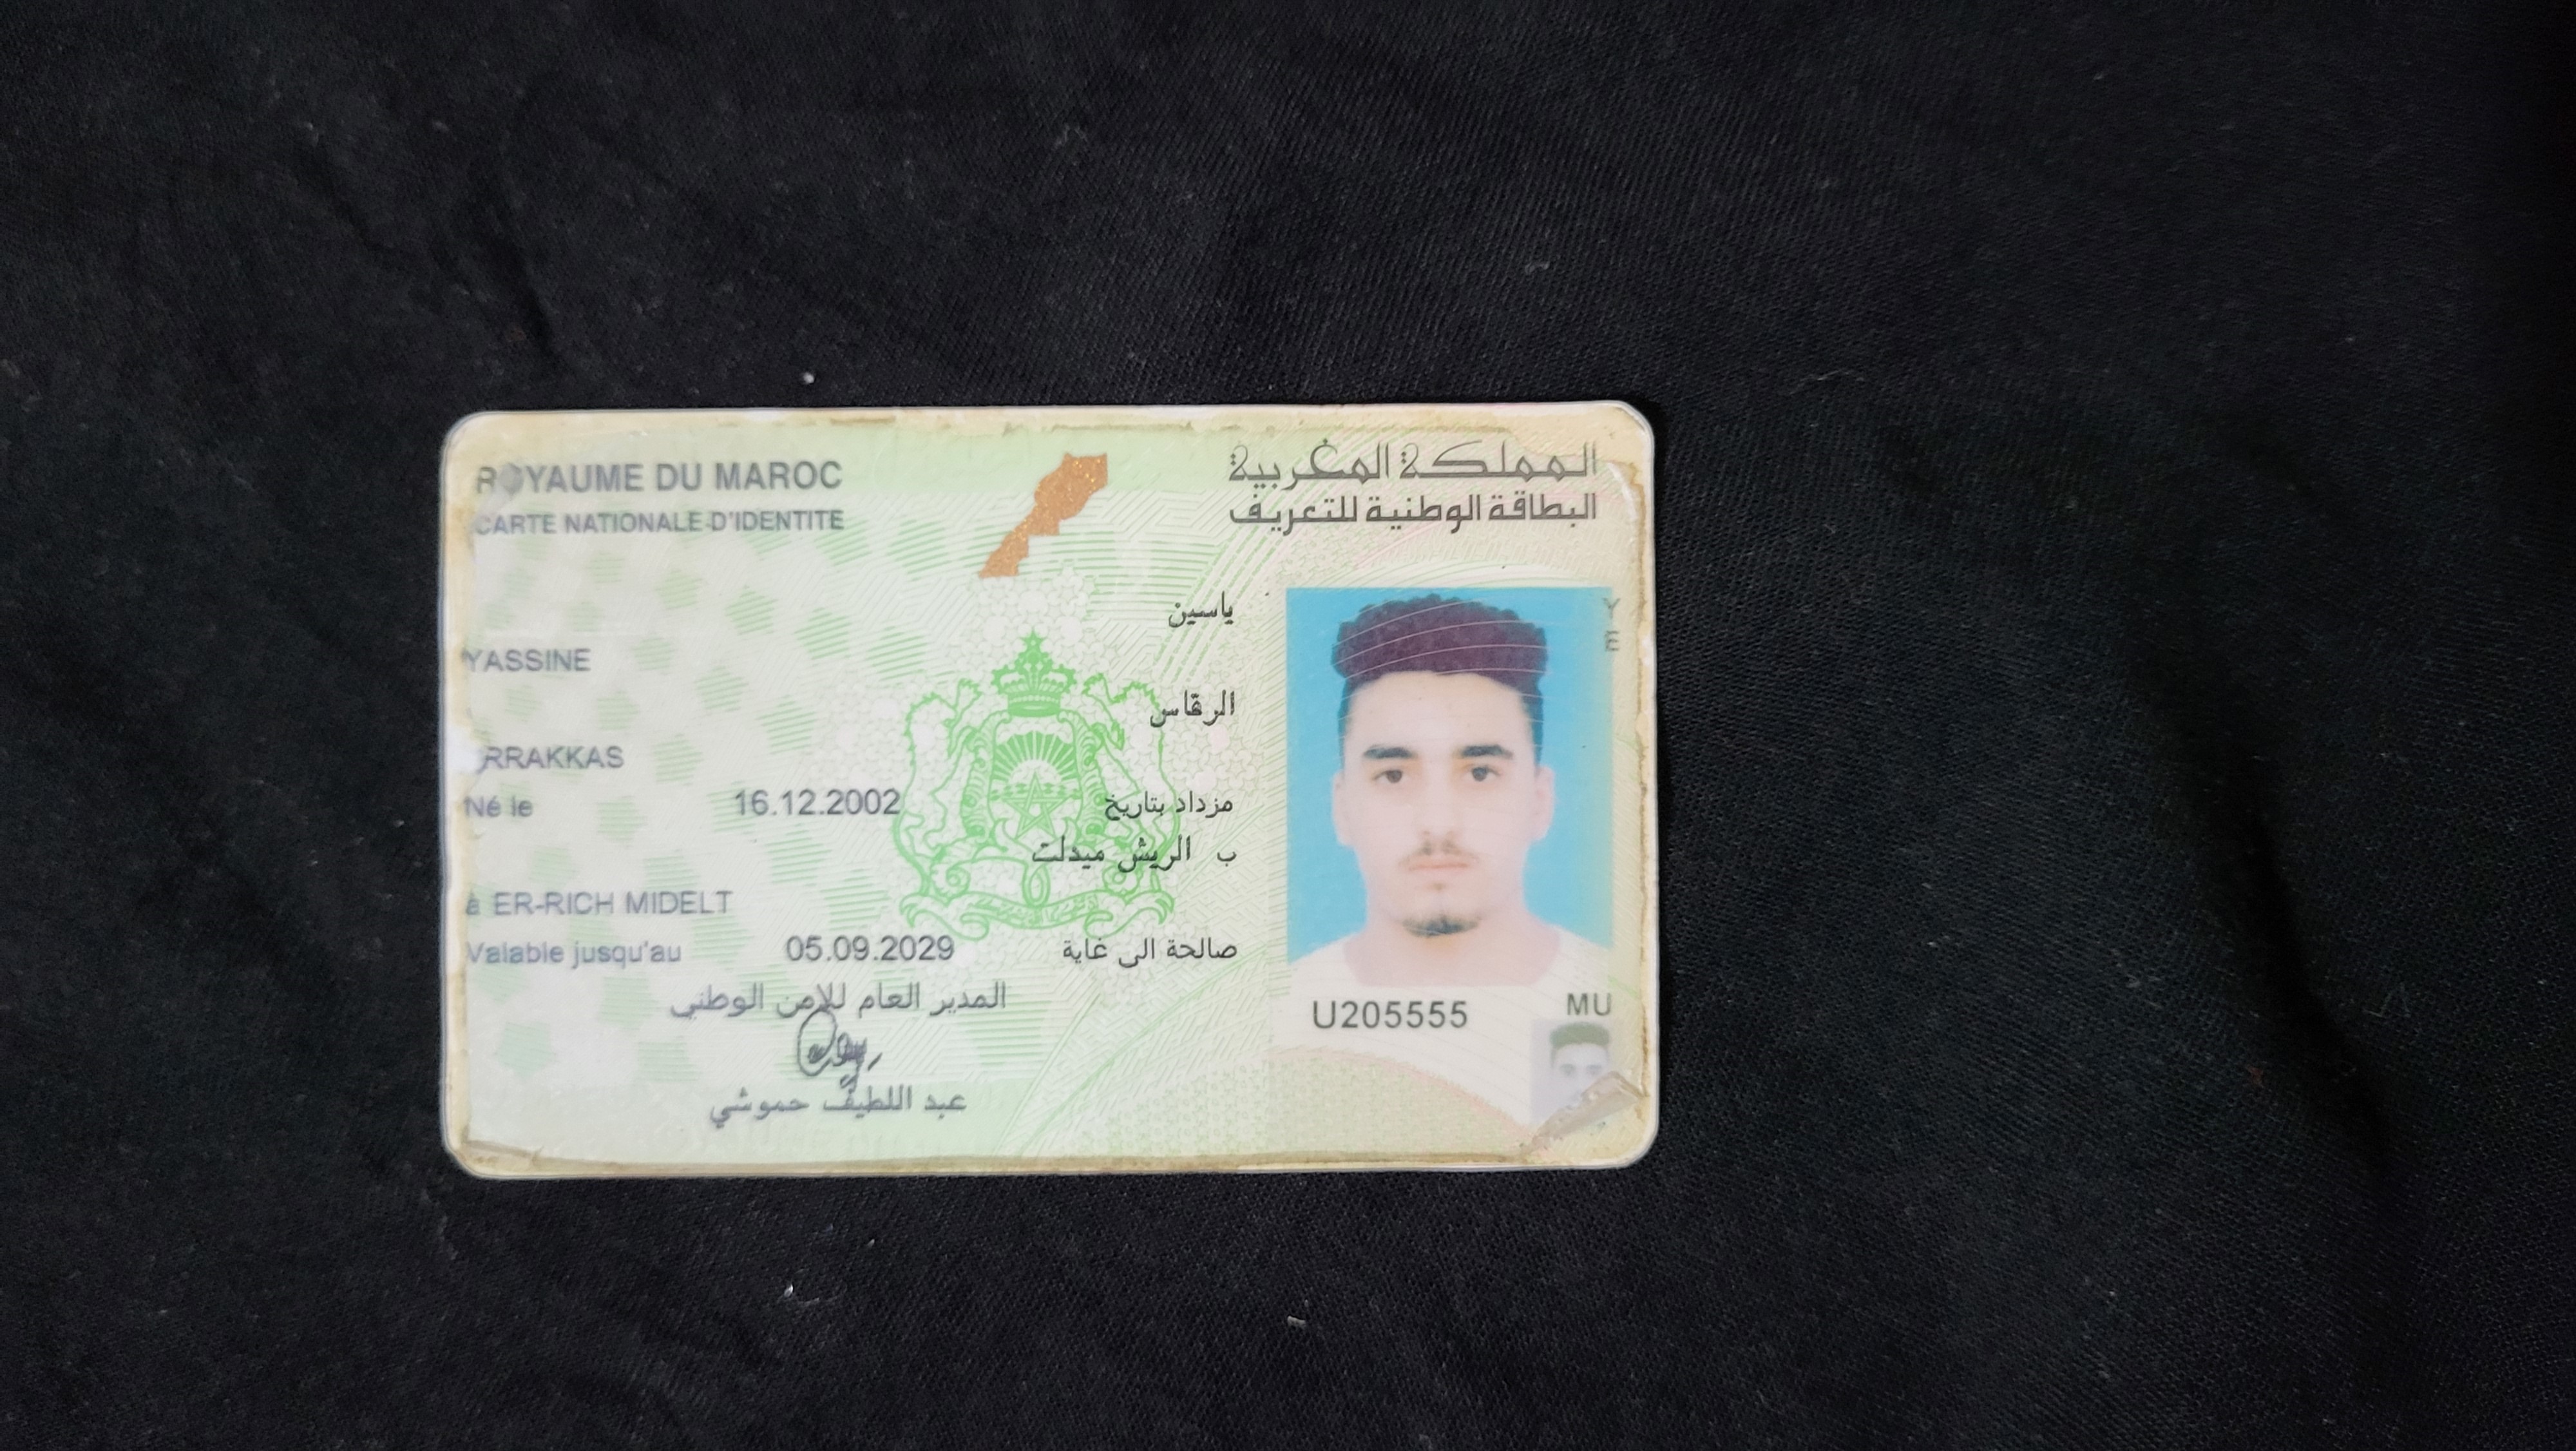 ROYAUME DU MAROC
المملكة المغربية
CARTE NATIONALE D'IDENTITE
البطاقة الوطنية للتعريف
ياسين
YASSINE
الرقاس
RRAKKAS
Né le 16.12.2002 مزداد بتاريخ
ب الريش ميدلت
à ER-RICH MIDELT
Valable jusqu'au 05.09.2029 صالحة الى غاية
المدير العام للامن الوطني
عبد اللطيف حموشي
Y
E
U205555
MU